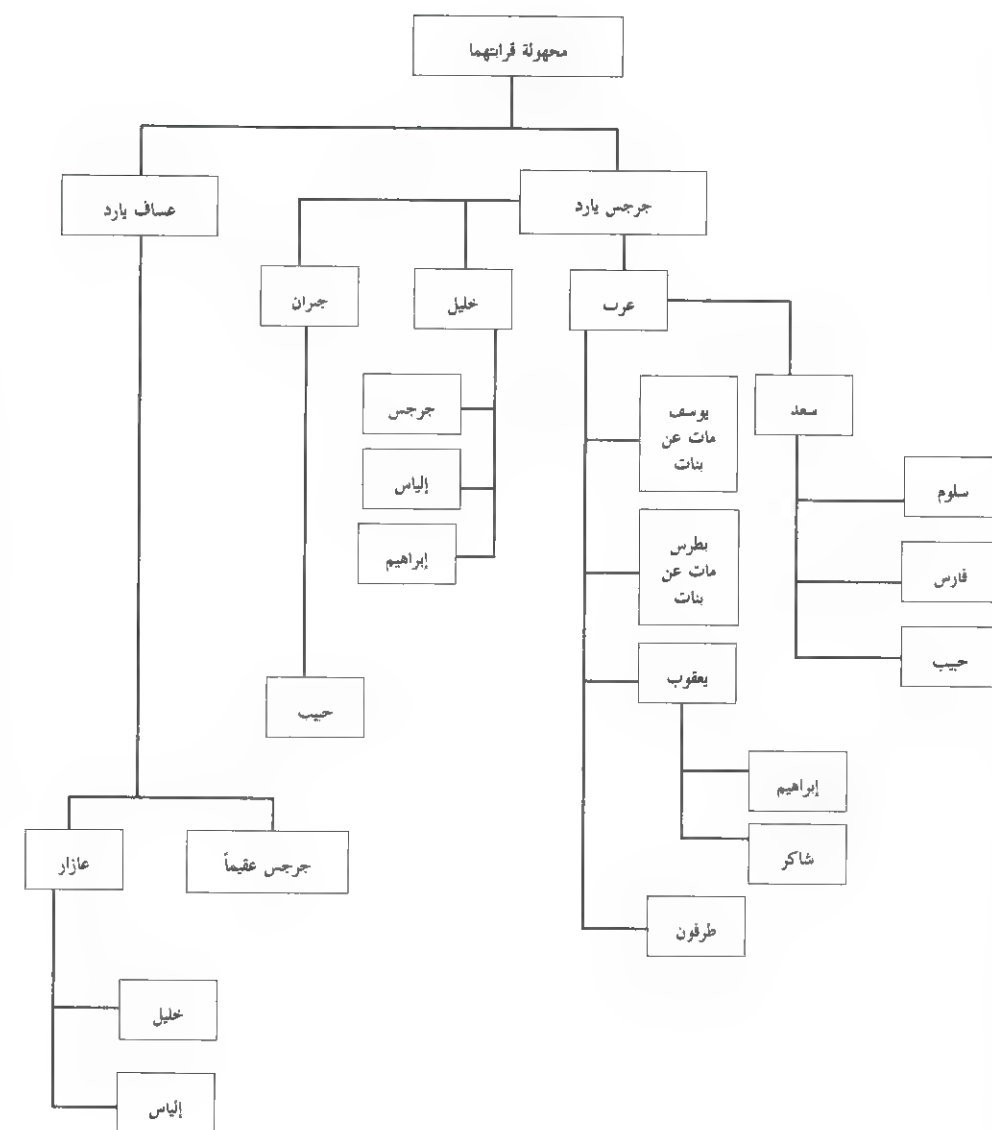 محهولة قرابتهما
جرجس يارد
عساف يارد
عرب
خليل
جبران
سعد
يوسف
مات عن
بنات
جرجس
سلوم
إلياس
بطرس
مات عن
بنات
إبراهيم
فارس
حبيب
يعقوب
حبيب
إبراهيم
شاكر
جرجس عقيماً
عازار
طرفون
خليل
إلياس